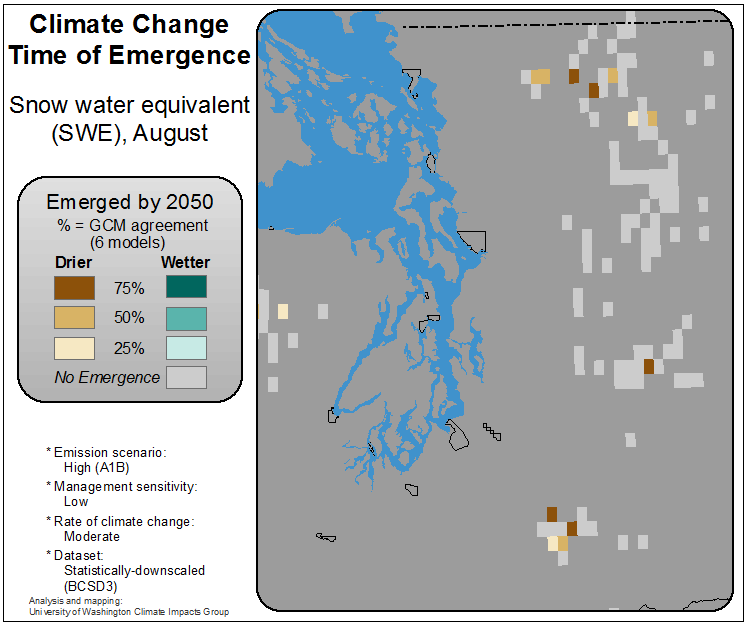 Climate Change
Time of Emergence
Snow water equivalent
(SWE), August
Emerged by 2050
% = GCM agreement
(6 models)
Drier Wetter
75%
50%
25%
No Emergence
* Emission scenario:
High (A1B)
* Management sensitivity:
Low
* Rate of climate change:
Moderate
* Dataset:
Statistically-downscaled
(BCSD3)
Analysis and mapping:
University of Washington Climate Impacts Group